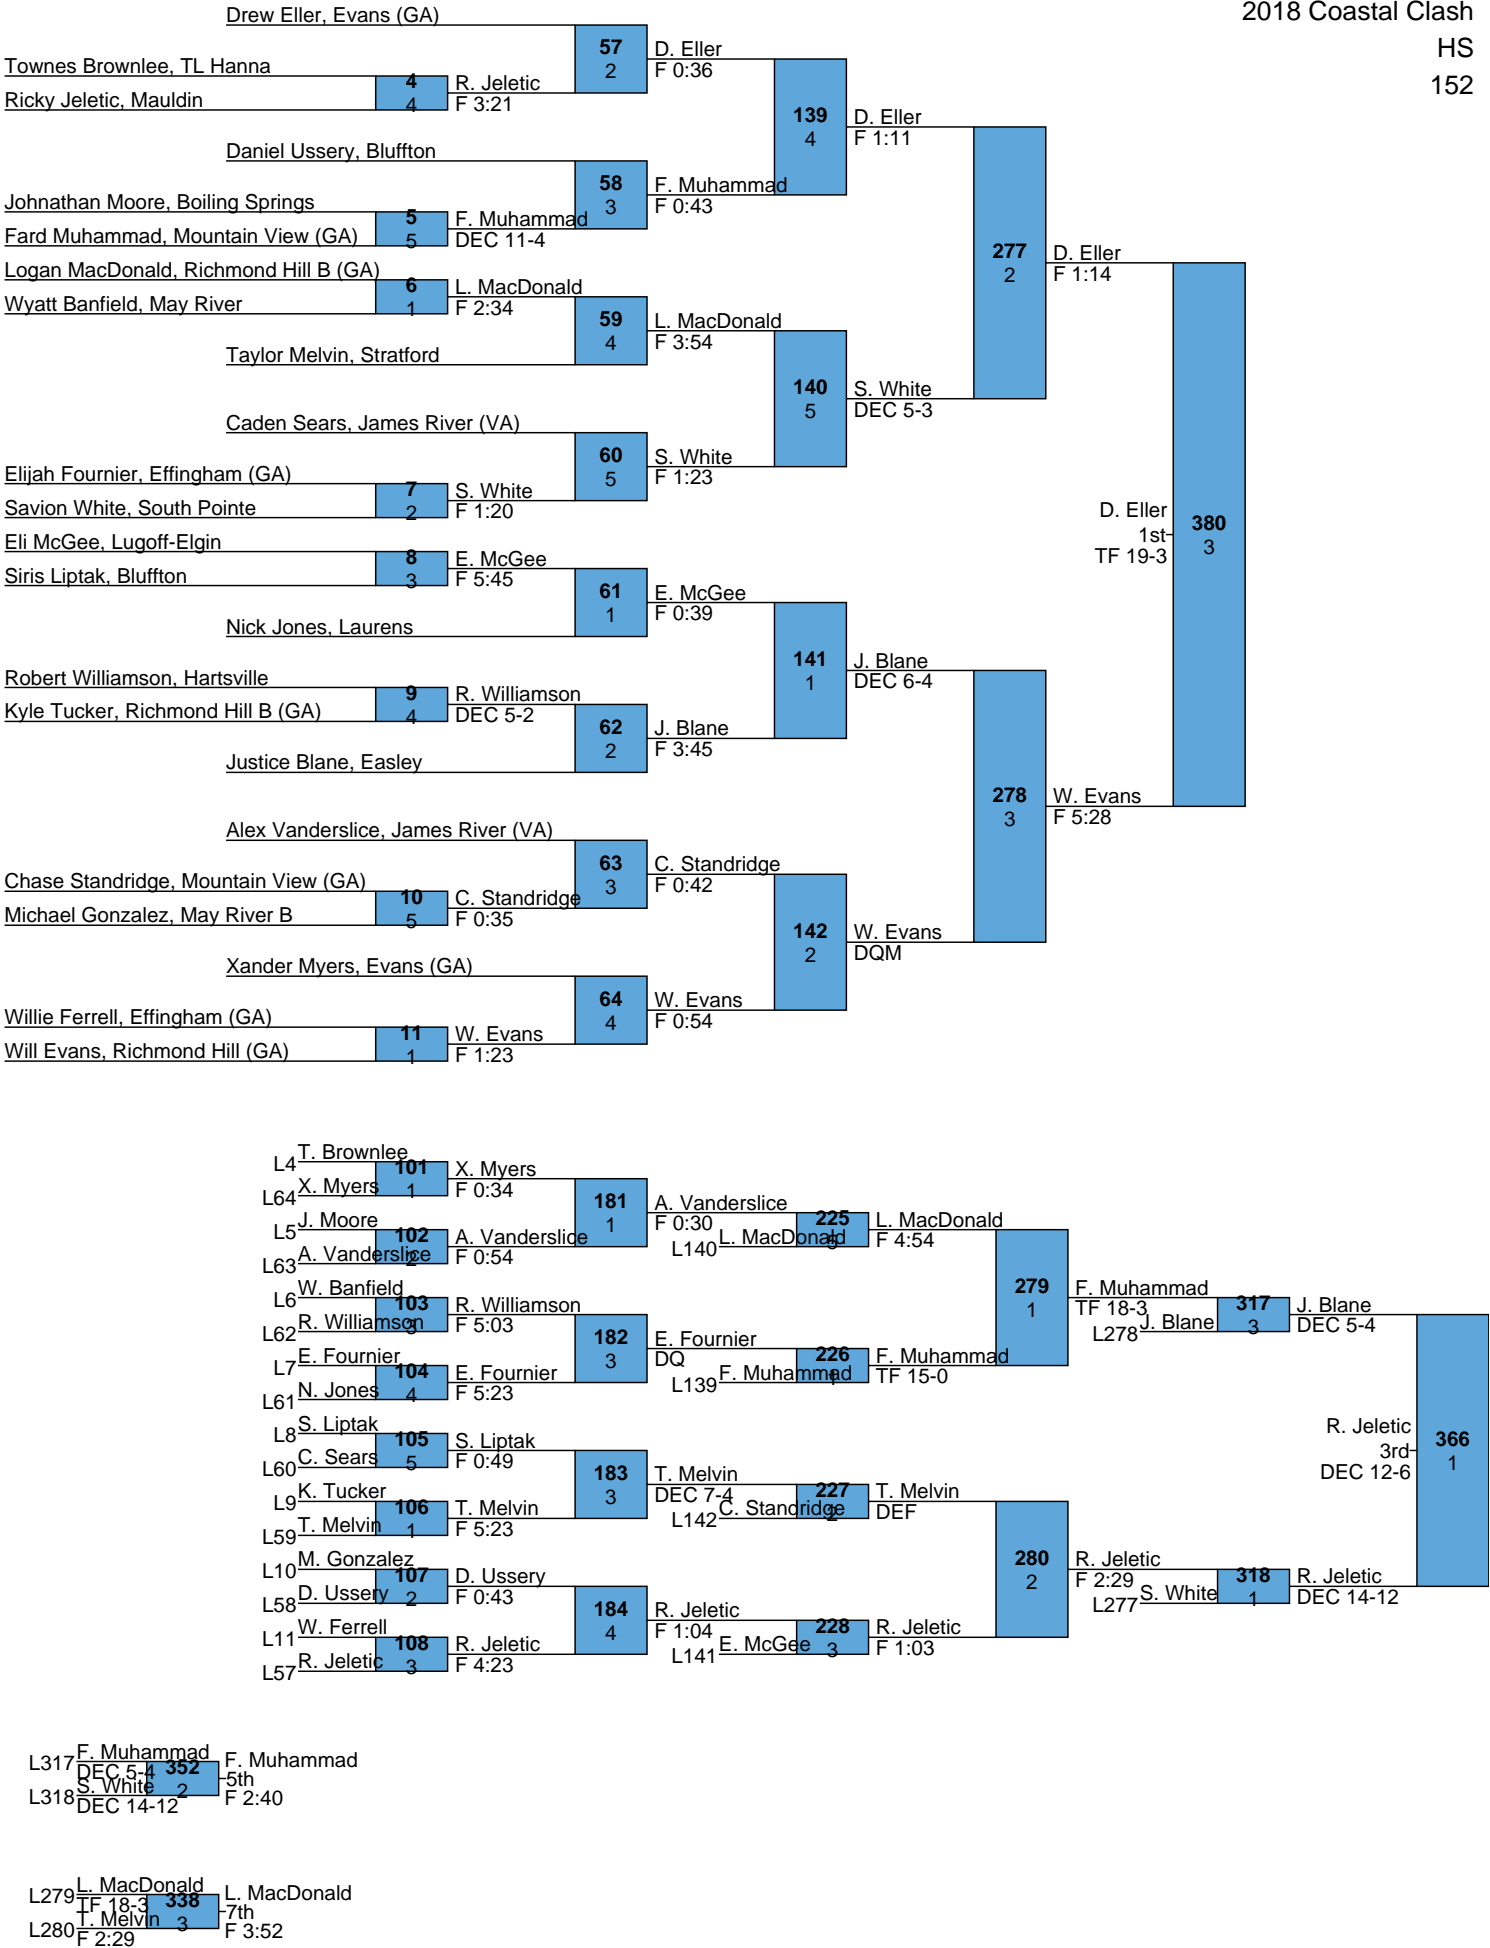 2018 Coastal Clash
HS
152
Drew Eller, Evans (GA)
57
2
D. Eller
F 0:36
Townes Brownlee, TL Hanna
4
4
R. Jeletic
F 3:21
Ricky Jeletic, Mauldin
139
4
D. Eller
F 1:11
Daniel Ussery, Bluffton
58
3
F. Muhammad
F 0:43
Johnathan Moore, Boiling Springs
5
5
F. Muhammad
DEC 11-4
Fard Muhammad, Mountain View (GA)
277
2
D. Eller
F 1:14
Logan MacDonald, Richmond Hill B (GA)
6
1
L. MacDonald
F 2:34
Wyatt Banfield, May River
59
4
L. MacDonald
F 3:54
Taylor Melvin, Stratford
140
5
S. White
DEC 5-3
Caden Sears, James River (VA)
60
5
S. White
F 1:23
Elijah Fournier, Effingham (GA)
7
2
S. White
F 1:20
Savion White, South Pointe
D. Eller
1st
TF 19-3
380
3
Eli McGee, Lugoff-Elgin
8
3
E. McGee
F 5:45
Siris Liptak, Bluffton
61
1
E. McGee
F 0:39
Nick Jones, Laurens
141
1
J. Blane
DEC 6-4
Robert Williamson, Hartsville
9
4
R. Williamson
DEC 5-2
Kyle Tucker, Richmond Hill B (GA)
62
2
J. Blane
F 3:45
Justice Blane, Easley
278
3
W. Evans
F 5:28
Alex Vanderslice, James River (VA)
63
3
C. Standridge
F 0:42
Chase Standridge, Mountain View (GA)
10
5
C. Standridge
F 0:35
Michael Gonzalez, May River B
142
2
W. Evans
DQM
Xander Myers, Evans (GA)
64
4
W. Evans
F 0:54
Willie Ferrell, Effingham (GA)
11
1
W. Evans
F 1:23
Will Evans, Richmond Hill (GA)
L4 T. Brownlee
101
1
X. Myers
F 0:34
L64 X. Myers
181
1
A. Vanderslice
F 0:30
L5 J. Moore
102
2
A. Vanderslice
F 0:54
L63 A. Vanderslice
225
5
L. MacDonald
F 4:54
L140 L. MacDonald
L6 W. Banfield
103
3
R. Williamson
F 5:03
L62 R. Williamson
279
1
F. Muhammad
TF 18-3
182
3
E. Fournier
DQ
L7 E. Fournier
104
4
E. Fournier
F 5:23
L61 N. Jones
226
1
F. Muhammad
TF 15-0
L139 F. Muhammad
317
3
J. Blane
DEC 5-4
L278 J. Blane
L8 S. Liptak
105
5
S. Liptak
F 0:49
L60 C. Sears
183
3
T. Melvin
DEC 7-4
R. Jeletic
3rd
DEC 12-6
366
1
L9 K. Tucker
106
1
T. Melvin
F 5:23
L59 T. Melvin
227
2
T. Melvin
DEF
L142 C. Standridge
L10 M. Gonzalez
107
2
D. Ussery
F 0:43
L58 D. Ussery
280
2
R. Jeletic
F 2:29
184
4
R. Jeletic
F 1:04
318
1
R. Jeletic
DEC 14-12
L277 S. White
L11 W. Ferrell
108
3
R. Jeletic
F 4:23
L57 R. Jeletic
228
3
R. Jeletic
F 1:03
L141 E. McGee
L317 F. Muhammad
DEC 5-4
352
2
F. Muhammad
5th
F 2:40
L318 S. White
DEC 14-12
L279 L. MacDonald
TF 18-3
338
3
L. MacDonald
7th
F 3:52
L280 T. Melvin
F 2:29